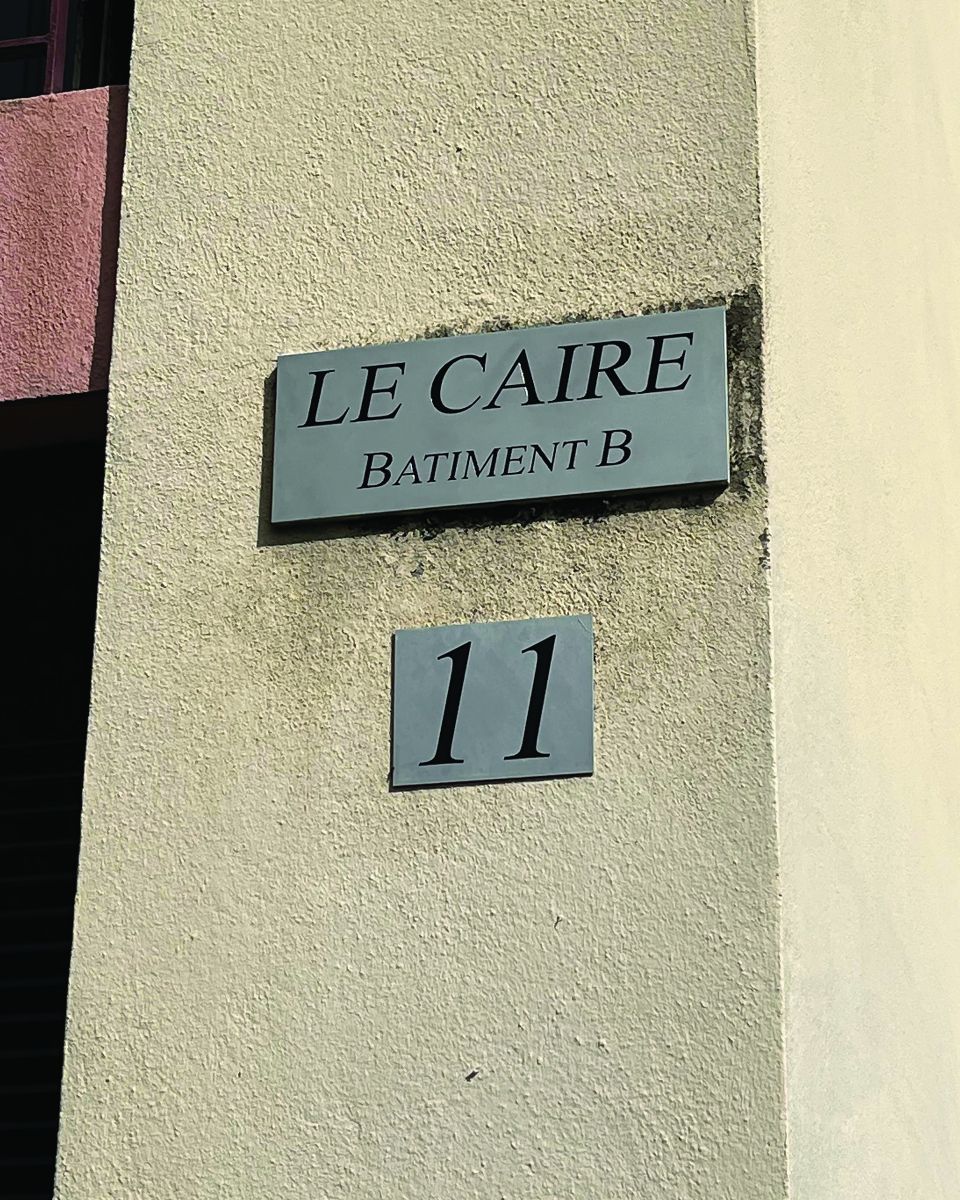 LE CAIRE
BATIMENT B
11